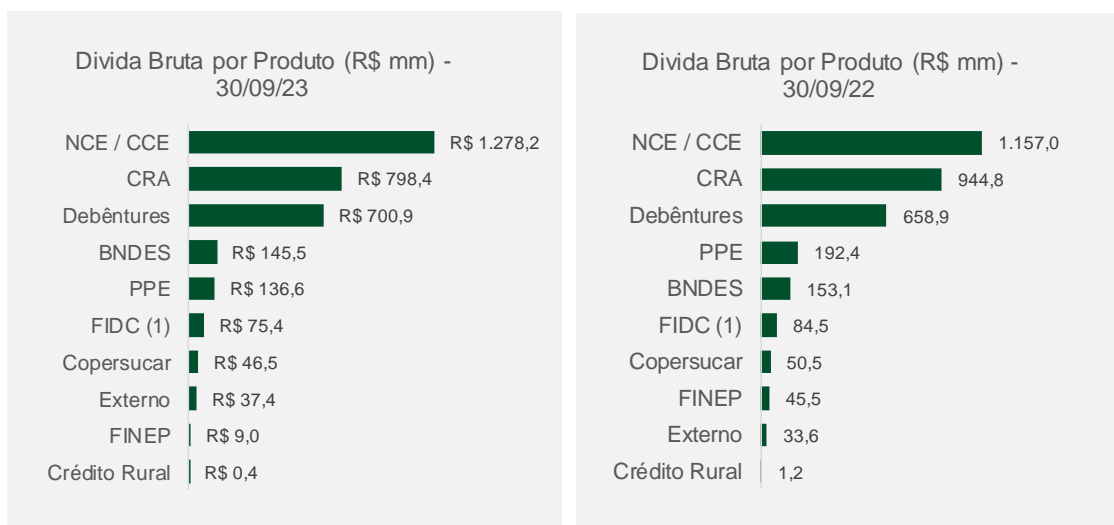 Divida Bruta por Produto (R$ mm) -
30/09/23
NCE / CCE R$ 1.278,2
CRA R$ 798,4
Debêntures R$ 700,9
BNDES R$ 145,5
PPE R$ 136,6
FIDC (1) R$ 75,4
Copersucar R$ 46,5
Externo R$ 37,4
FINEP R$ 9,0
Crédito Rural R$ 0,4
Divida Bruta por Produto (R$ mm) -
30/09/22
NCE / CCE 1.157,0
CRA 944,8
Debêntures 658,9
PPE 192,4
BNDES 153,1
FIDC (1) 84,5
Copersucar 50,5
FINEP 45,5
Externo 33,6
Crédito Rural 1,2